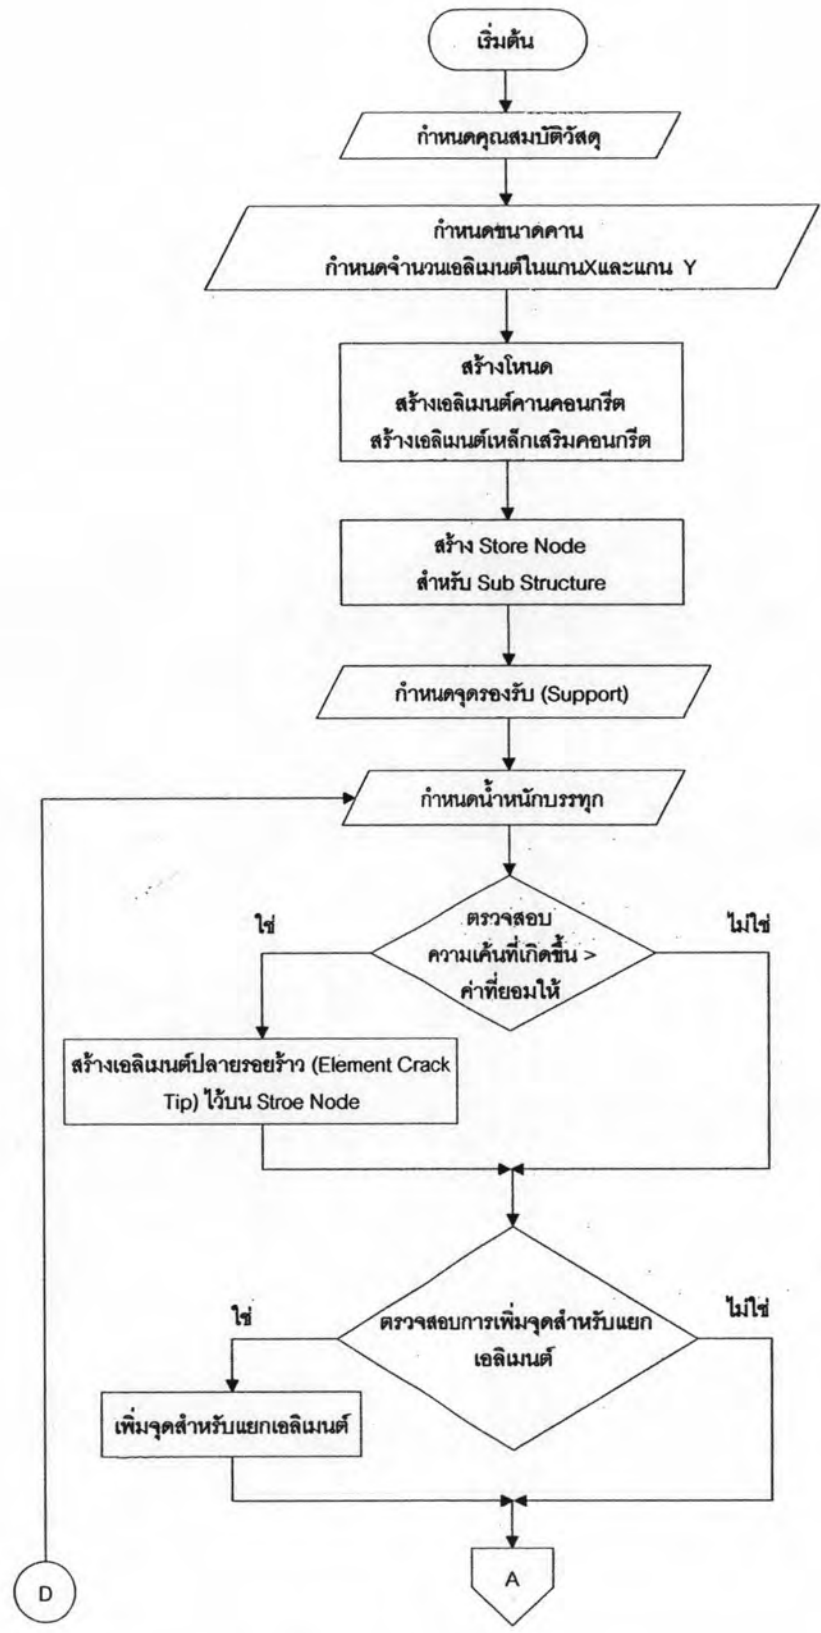 เริ่มต้น
กำหนดคุณสมบัติวัสดุ
กำหนดขนาดคาน
กำหนดจำนวนเอลิเมนต์ในแกนXและแกน Y
สร้างโหนด
สร้างเอลิเมนต์คานคอนกรีต
สร้างเอลิเมนต์เหล็กเสริมคอนกรีต
สร้าง Store Node
สำหรับ Sub Structure
กำหนดจุดรองรับ (Support)
กำหนดน้ำหนักบรรทุก
ใช่
ตรวจสอบ
ความเค้นที่เกิดขึ้น >
ค่าที่ยอมให้
ไม่ใช่
สร้างเอลิเมนต์ปลายรอยร้าว (Element Crack
Tip) ไว้บน Stroe Node
ใช่
ตรวจสอบการเพิ่มจุดสำหรับแยก
เอลิเมนต์
ไม่ใช่
เพิ่มจุดสำหรับแยกเอลิเมนต์
A
D